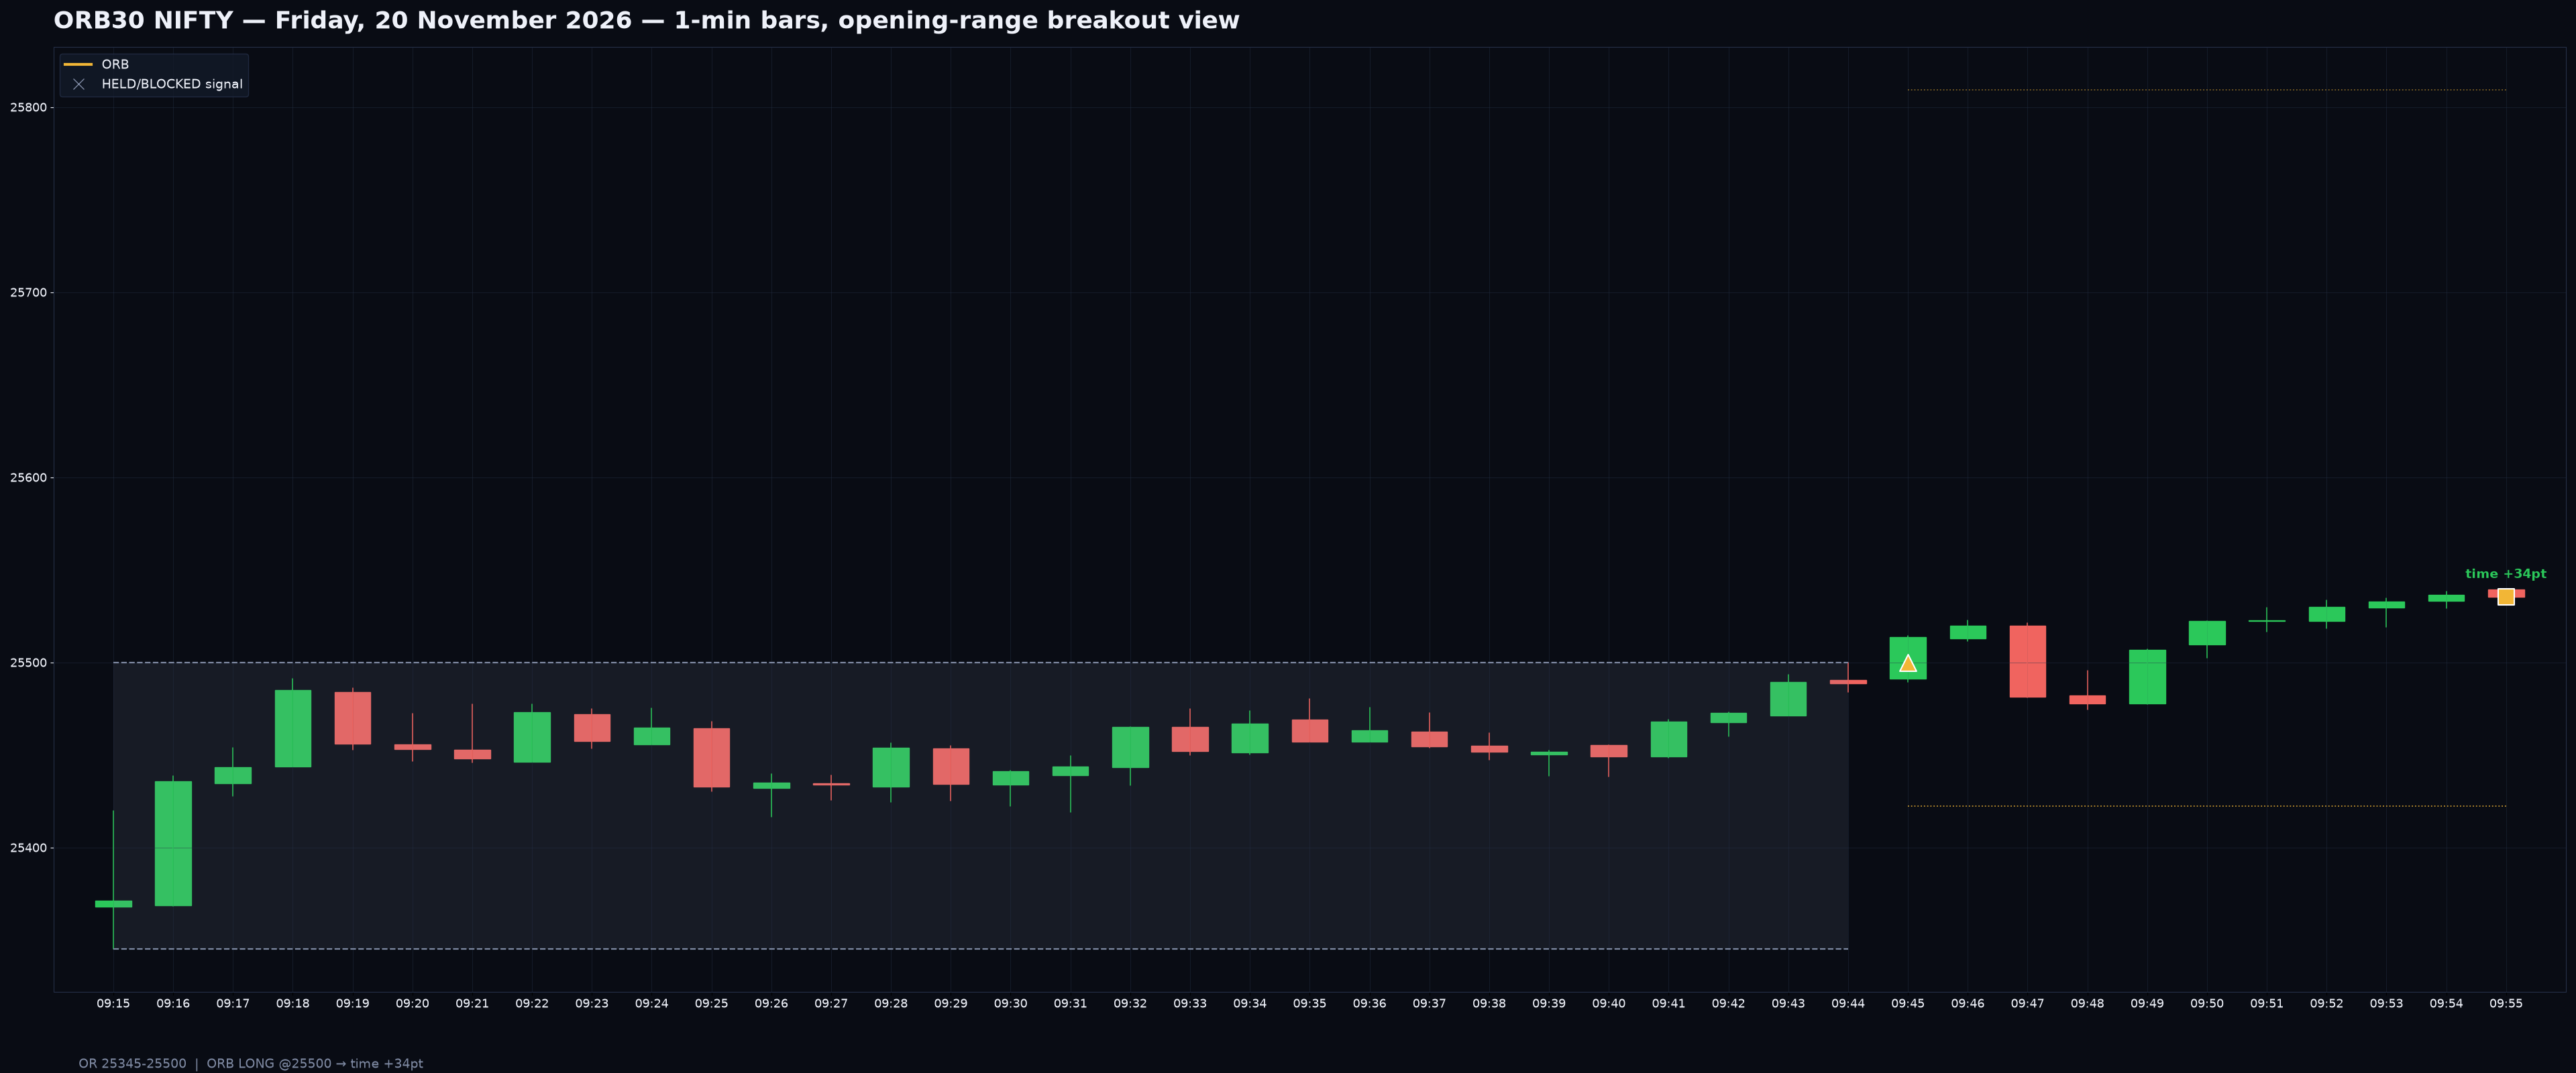 ORB30 NIFTY — Friday, 20 November 2026 — 1-min bars, opening-range breakout view
ORB
HELD/BLOCKED signal
25800
25700
25600
25500
25400
time +34pt
09:15 09:16 09:17 09:18 09:19 09:20 09:21 09:22 09:23 09:24 09:25 09:26 09:27 09:28 09:29 09:30 09:31 09:32 09:33 09:34 09:35 09:36 09:37 09:38 09:39 09:40 09:41 09:42 09:43 09:44 09:45 09:46 09:47 09:48 09:49 09:50 09:51 09:52 09:53 09:54 09:55
OR 25345-25500 | ORB LONG @25500 → time +34pt